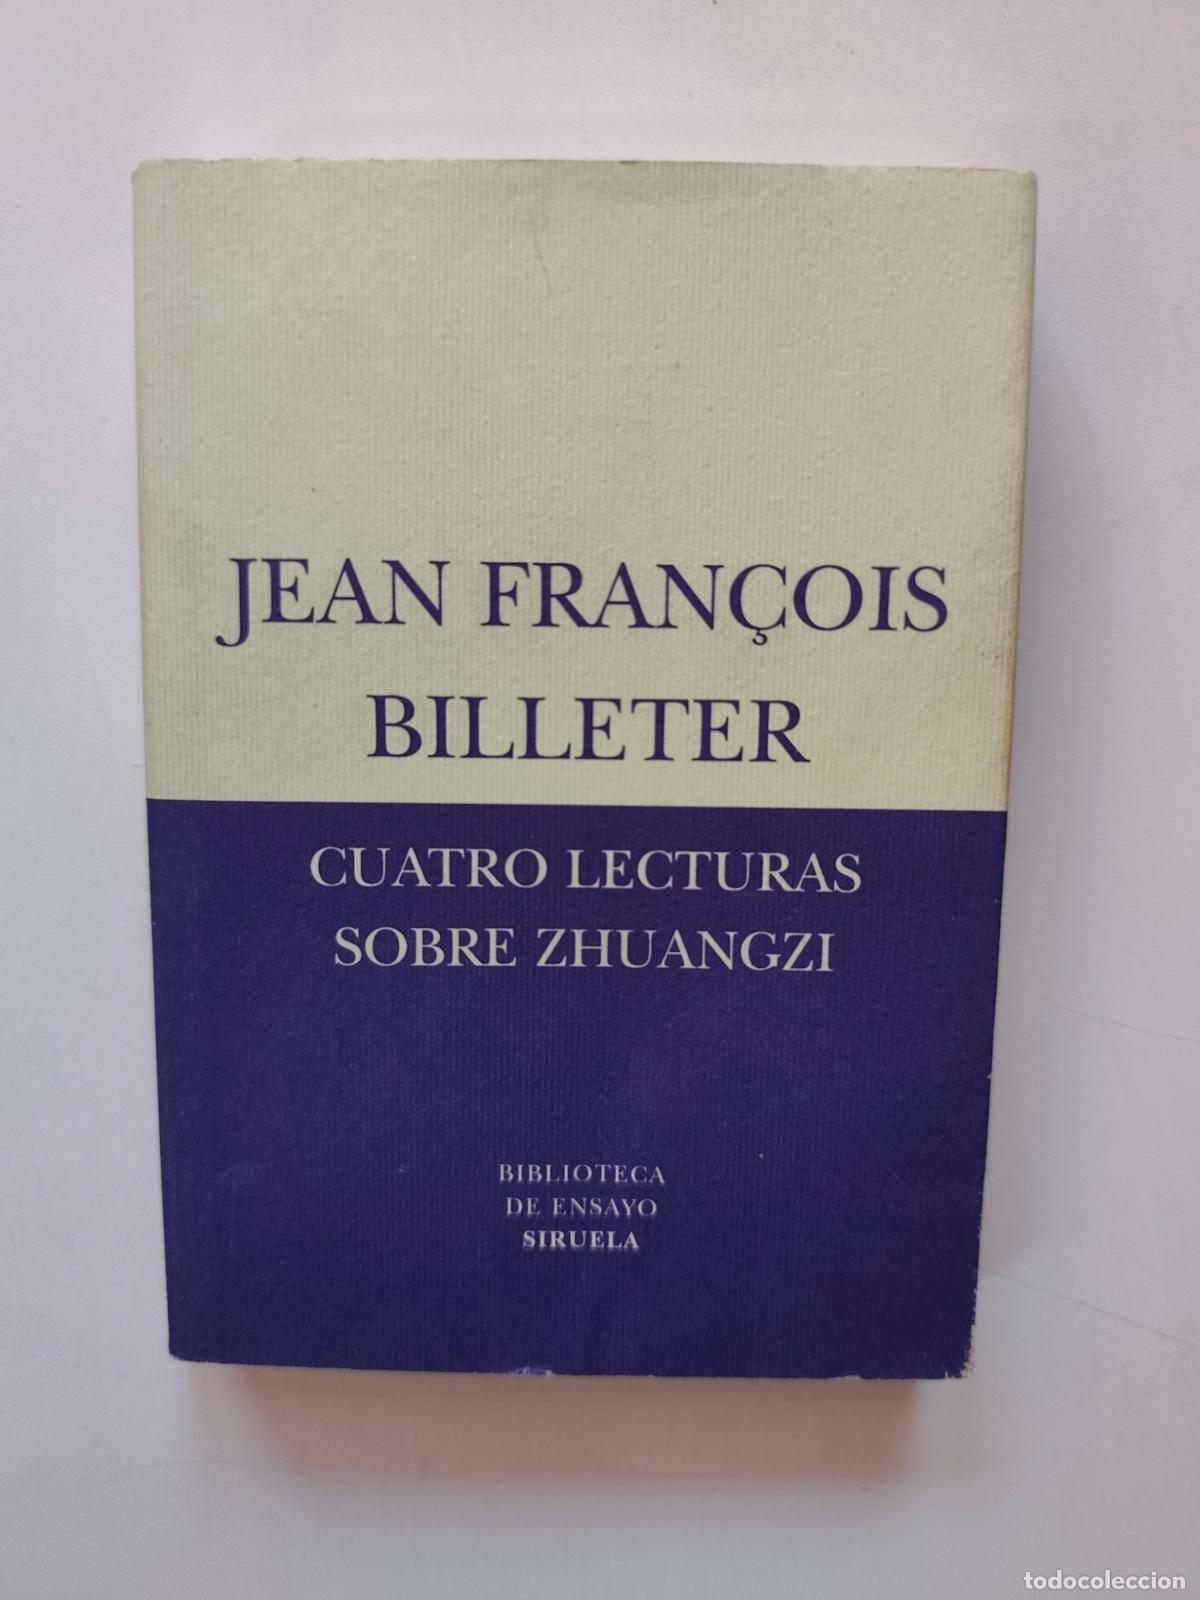 JEAN FRANÇOIS
BILLETER
CUATRO LECTURAS
SOBRE ZHUANGZI
BIBLIOTECA
DE ENSAYO
SIRUELA
todocoleccion